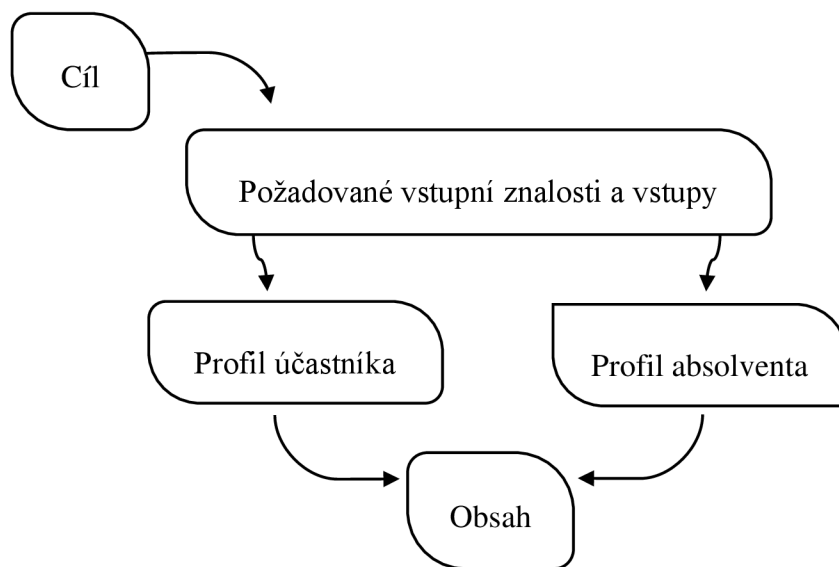 Cíl
Požadované vstupní znalosti a vstupy
Profil účastníka
Profil absolventa
Obsah